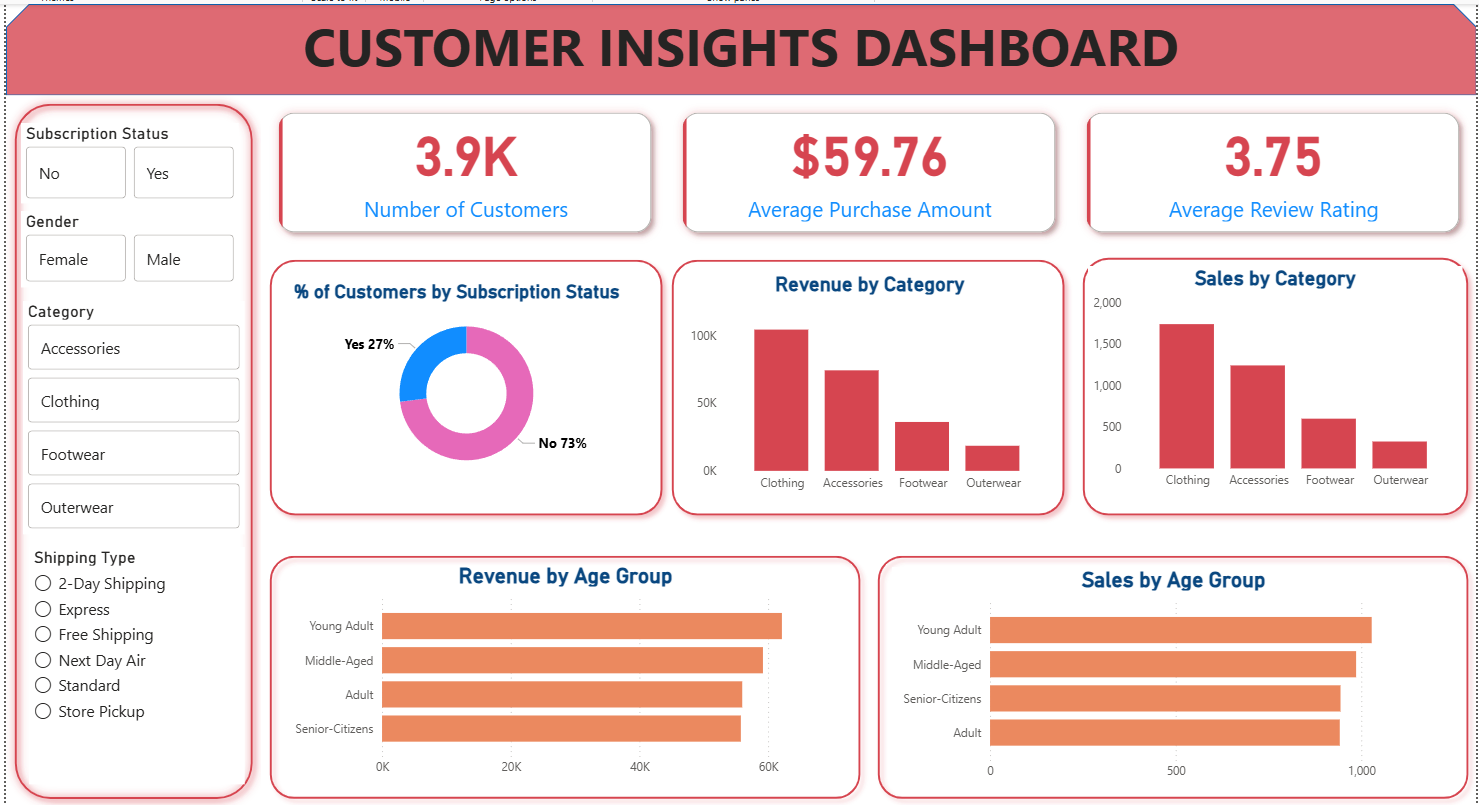 CUSTOMER INSIGHTS DASHBOARD
Subscription Status
No
Yes
Gender
Female
Male
Category
Accessories
Clothing
Footwear
Outerwear
Shipping Type
2-Day Shipping
Express
Free Shipping
Next Day Air
Standard
Store Pickup
3.9K
Number of Customers
$59.76
Average Purchase Amount
3.75
Average Review Rating
% of Customers by Subscription Status
Yes 27%
No 73%
Revenue by Category
100K
50K
0K
Clothing
Accessories
Footwear
Outerwear
Sales by Category
2,000
1,500
1,000
500
0
Clothing
Accessories
Footwear
Outerwear
Revenue by Age Group
Young Adult
Middle-Aged
Adult
Senior-Citizens
0K
20K
40K
60K
Sales by Age Group
Young Adult
Middle-Aged
Senior-Citizens
Adult
0
500
1,000